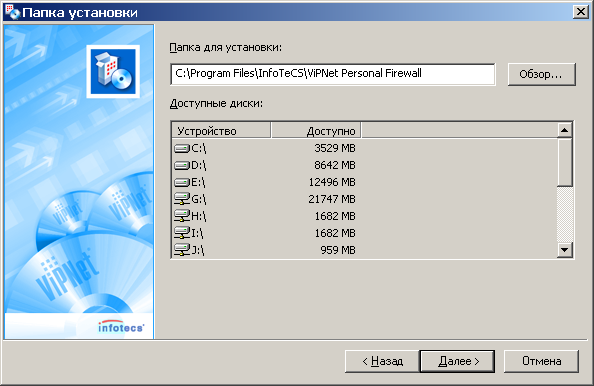 Папка установки
Папка для установки:
C:\Program Files\InfoTeCS\ViPNet Personal Firewall
Обзор...
Доступные диски:
Устройство Доступно
C:\ 3529 MB
D:\ 8642 MB
E:\ 12496 MB
G:\ 21747 MB
H:\ 1682 MB
I:\ 1682 MB
J:\ 959 MB
ViPNet
ViPNet
infotecs
< Назад
Далее >
Отмена